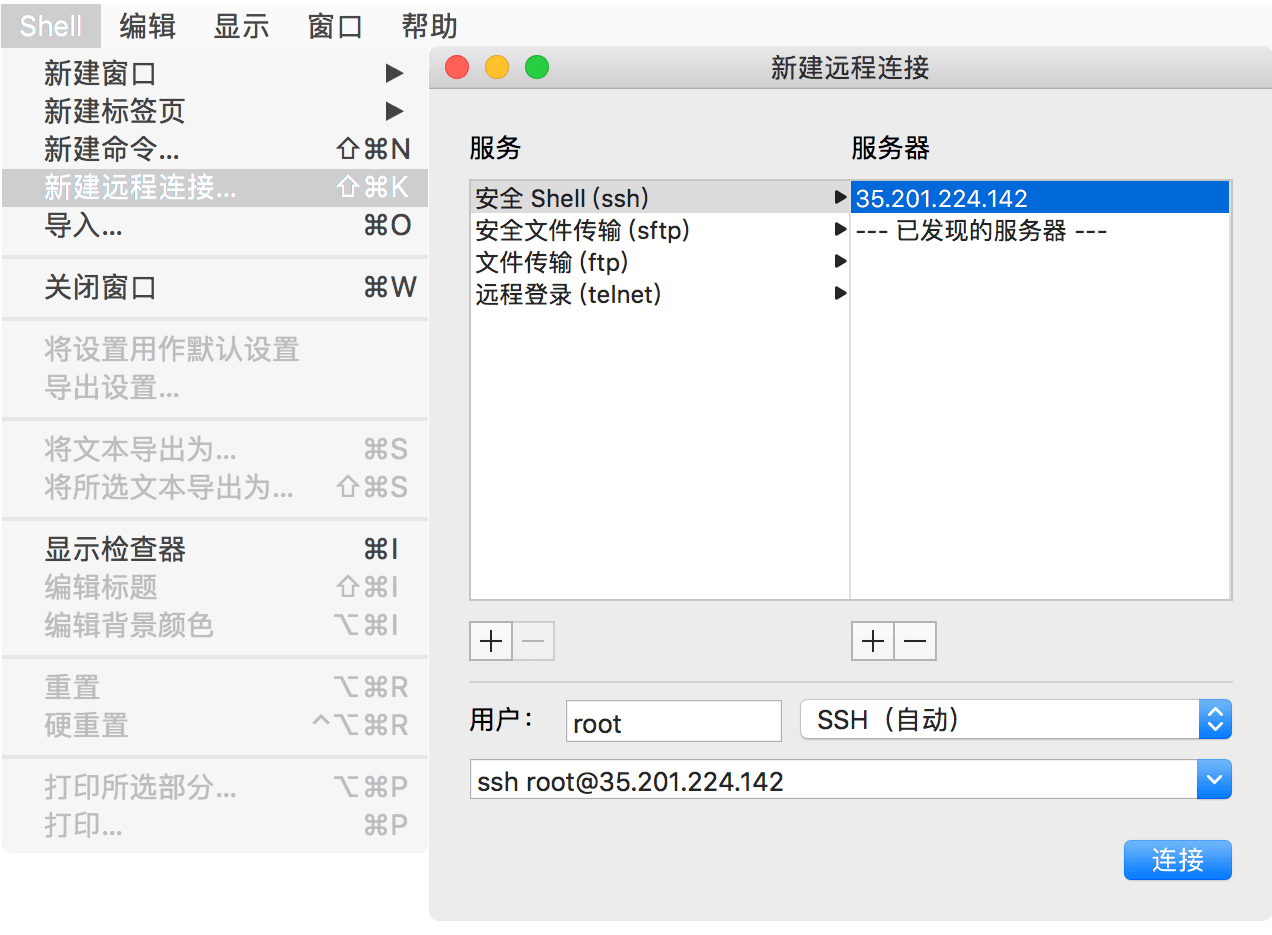 Shell 编辑 显示 窗口 帮助
新建窗口 ▶
新建标签页 ▶
新建命令... ⇧⌘N
新建远程连接... ⇧⌘K
导入... ⌘O
关闭窗口 ⌘W
将设置用作默认设置
导出设置...
将文本导出为... ⌘S
将所选文本导出为... ⇧⌘S
显示检查器 ⌘I
编辑标题 ⇧⌘I
编辑背景颜色 ⌥⌘I
重置 ⌥⌘R
硬重置 ^⌥⌘R
打印所选部分... ⌥⌘P
打印... ⌘P
新建远程连接
服务
安全 Shell (ssh) ▶
安全文件传输 (sftp) ▶
文件传输 (ftp) ▶
远程登录 (telnet) ▶
服务器
35.201.224.142
--- 已发现的服务器 ---
用户： root SSH（自动）
ssh root@35.201.224.142
连接